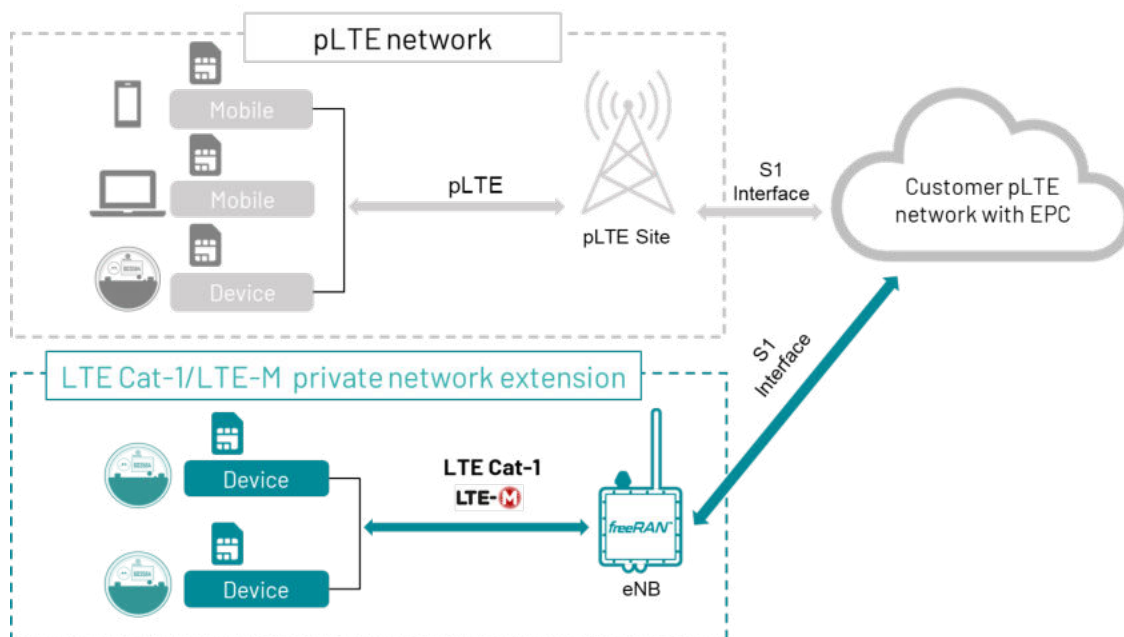 pLTE network
Mobile
Mobile
Device
pLTE
pLTE Site
S1
Interface
Customer pLTE
network with EPC
S1
Interface
LTE Cat-1/LTE-M private network extension
Device
Device
LTE Cat-1
LTE-M
freeRAN™
eNB